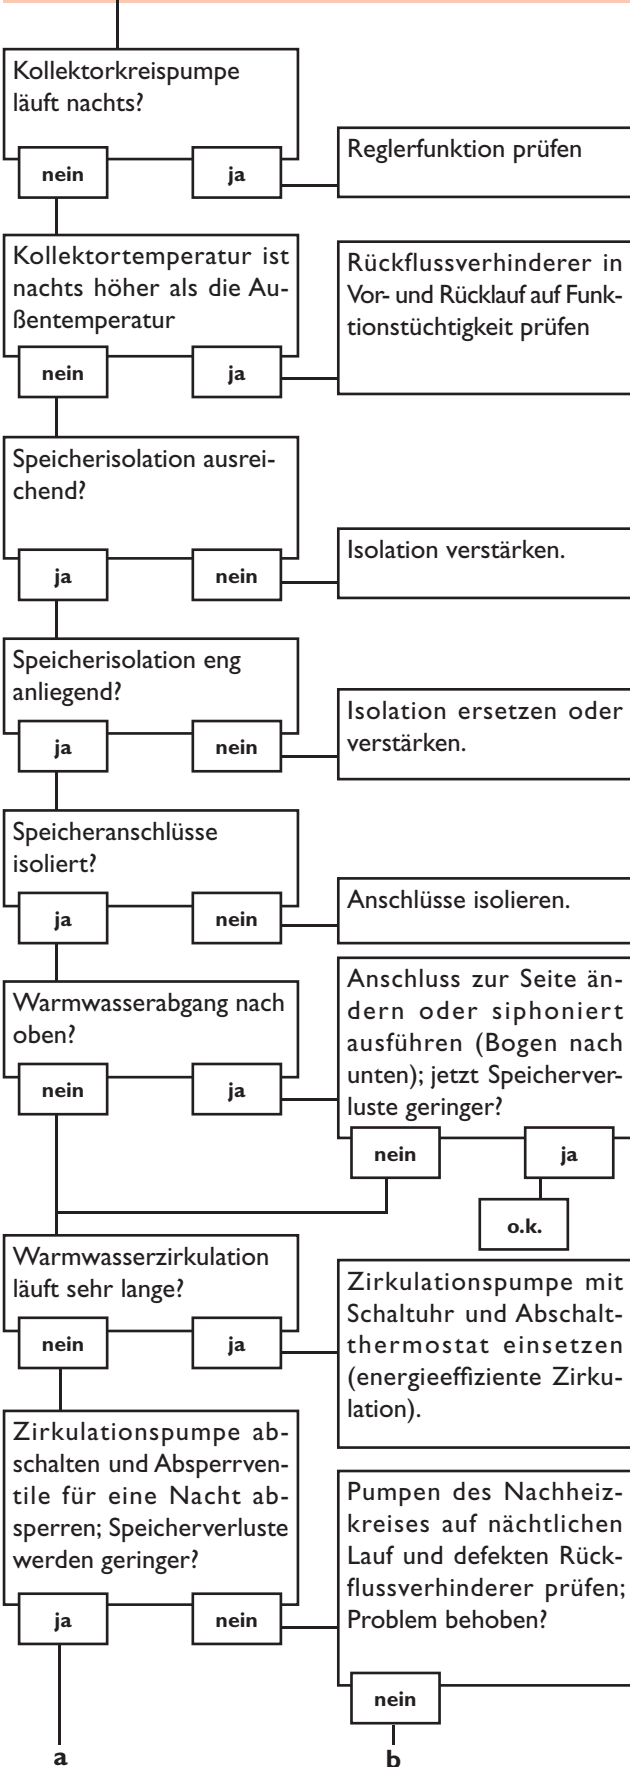 Kollektorkreispumpe
läuft nachts?
nein
ja
Reglerfunktion prüfen
Kollektortemperatur ist
nachts höher als die Au-
ßentemperatur
nein
ja
Rückflussverhinderer in
Vor- und Rücklauf auf Funk-
tionstüchtigkeit prüfen
Speicherisolation ausrei-
chend?
ja
nein
Isolation verstärken.
Speicherisolation eng
anliegend?
ja
nein
Isolation ersetzen oder
verstärken.
Speicheranschlüsse
isoliert?
ja
nein
Anschlüsse isolieren.
Warmwasserabgang nach
oben?
nein
ja
Anschluss zur Seite än-
dern oder siphoniert
ausführen (Bogen nach
unten); jetzt Speicherver-
luste geringer?
nein
ja
o.k.
Warmwasserzirkulation
läuft sehr lange?
nein
ja
Zirkulationspumpe mit
Schaltuhr und Abschalt-
thermostat einsetzen
(energieeffiziente Zirku-
lation).
Zirkulationspumpe ab-
schalten und Absperrven-
tile für eine Nacht ab-
sperren; Speicherverluste
werden geringer?
ja
nein
Pumpen des Nachheiz-
kreises auf nächtlichen
Lauf und defekten Rück-
flussverhinderer prüfen;
Problem behoben?
nein
a
b